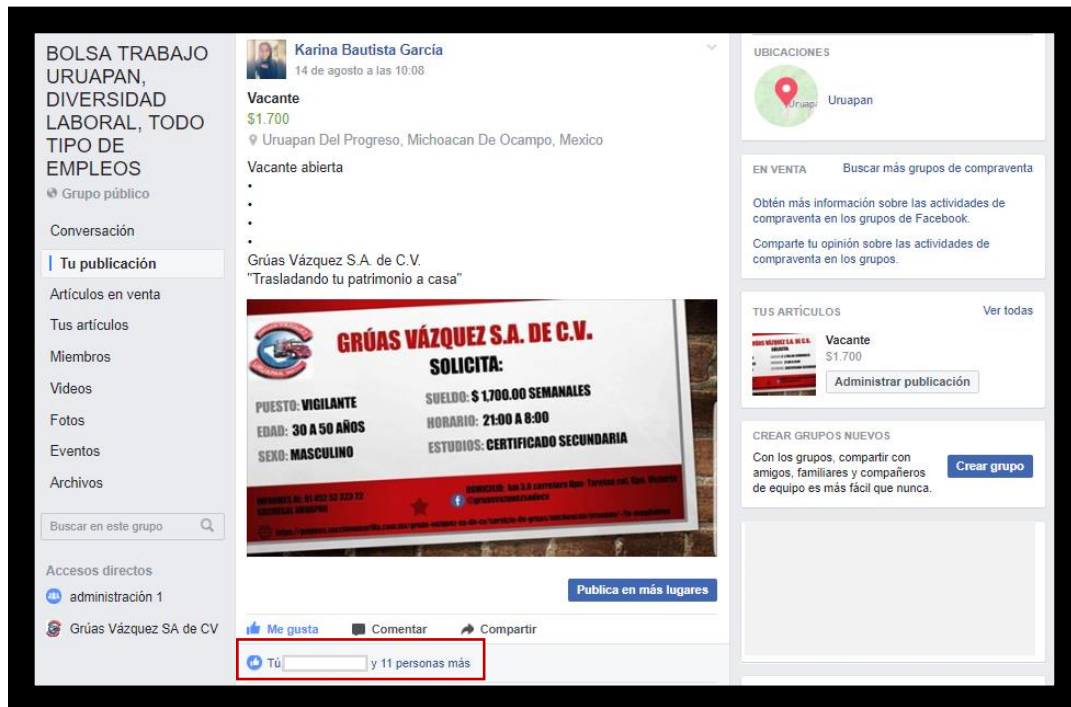 BOLSA TRABAJO
URUAPAN,
DIVERSIDAD
LABORAL, TODO
TIPO DE
EMPLEOS
Grupo público
Conversación
Tu publicación
Artículos en venta
Tus artículos
Miembros
Videos
Fotos
Eventos
Archivos
Buscar en este grupo
Accesos directos
administración 1
Grúas Vázquez SA de CV
Karina Bautista García
14 de agosto a las 10:08
Vacante
$1.700
Uruapan Del Progreso, Michoacan De Ocampo, Mexico
Vacante abierta
•
•
•
•
Grúas Vázquez S.A. de C.V.
"Trasladando tu patrimonio a casa"
GRÚAS VÁZQUEZ S.A. DE C.V.
SOLICITA:
PUESTO: VIGILANTE
EDAD: 30 A 50 AÑOS
SEXO: MASCULINO
SUELDO: $ 1,700.00 SEMANALES
HORARIO: 21:00 A 8:00
ESTUDIOS: CERTIFICADO SECUNDARIA
Publica en más lugares
Me gusta Comentar Compartir
Tú y 11 personas más
UBICACIONES
Uruapan
EN VENTA Buscar más grupos de compraventa
Obtén más información sobre las actividades de
compraventa en los grupos de Facebook.
Comparte tu opinión sobre las actividades de
compraventa en los grupos.
TUS ARTÍCULOS Ver todas
Vacante
$1.700
Administrar publicación
CREAR GRUPOS NUEVOS
Con los grupos, compartir con
amigos, familiares y compañeros
de equipo es más fácil que nunca.
Crear grupo